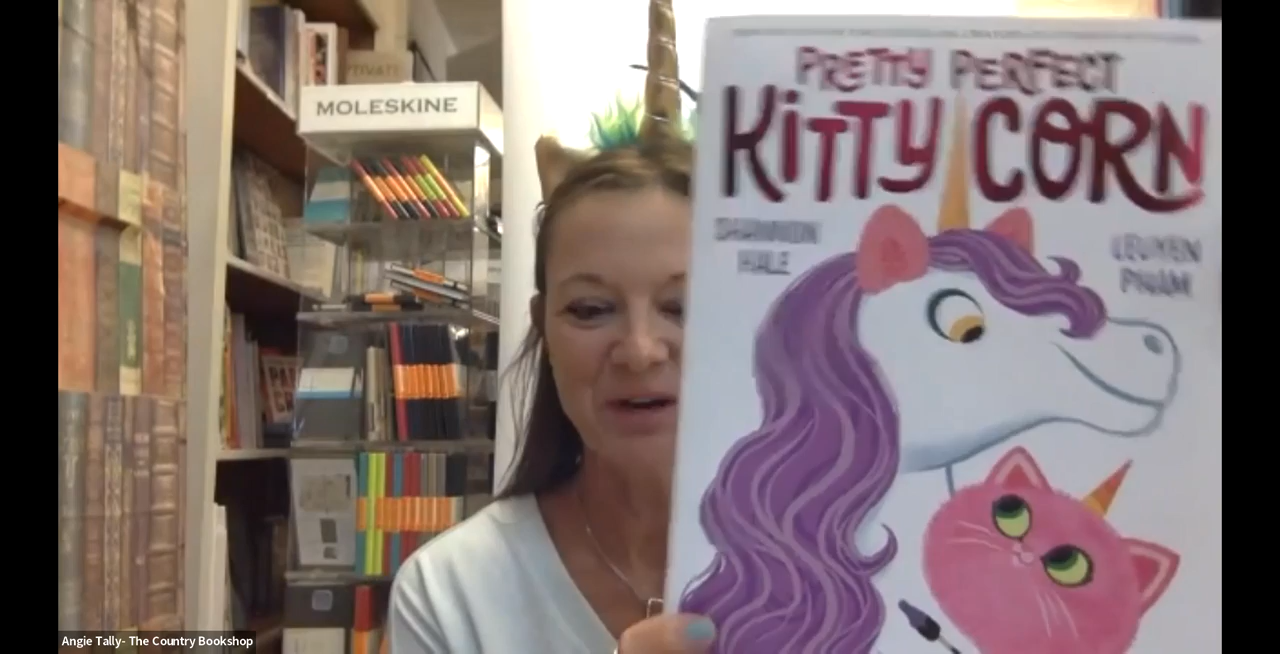 MOLESKINE
PRETTY PERFECT
KITTY CORN
SHANNON
HALE
LEUYEN
PHAM
Angie Tally- The Country Bookshop